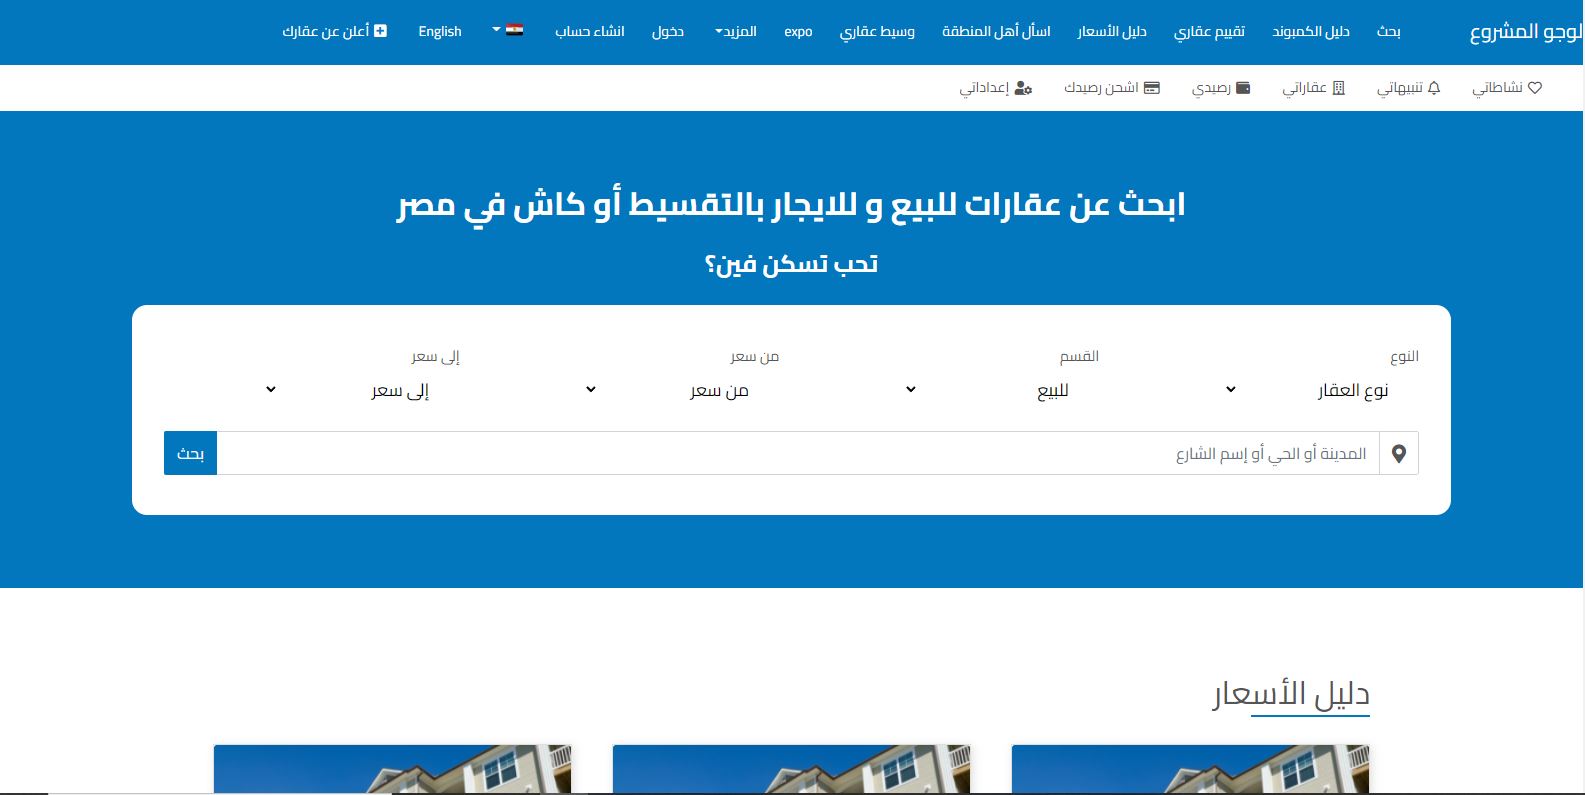 لوجو المشروع بحث دليل الكمبوند تقييم عقاري دليل الأسعار اسأل أهل المنطقة وسيط عقاري expo المزيد دخول انشاء حساب English أعلن عن عقارك
نشاطاتي تنبيهاتي عقاراتي رصيدي اشحن رصيدك إعداداتي
ابحث عن عقارات للبيع و للايجار بالتقسيط أو كاش في مصر
تحب تسكن فين؟
النوع القسم من سعر إلى سعر
نوع العقار للبيع من سعر إلى سعر
المدينة أو الحي أو إسم الشارع بحث
دليل الأسعار